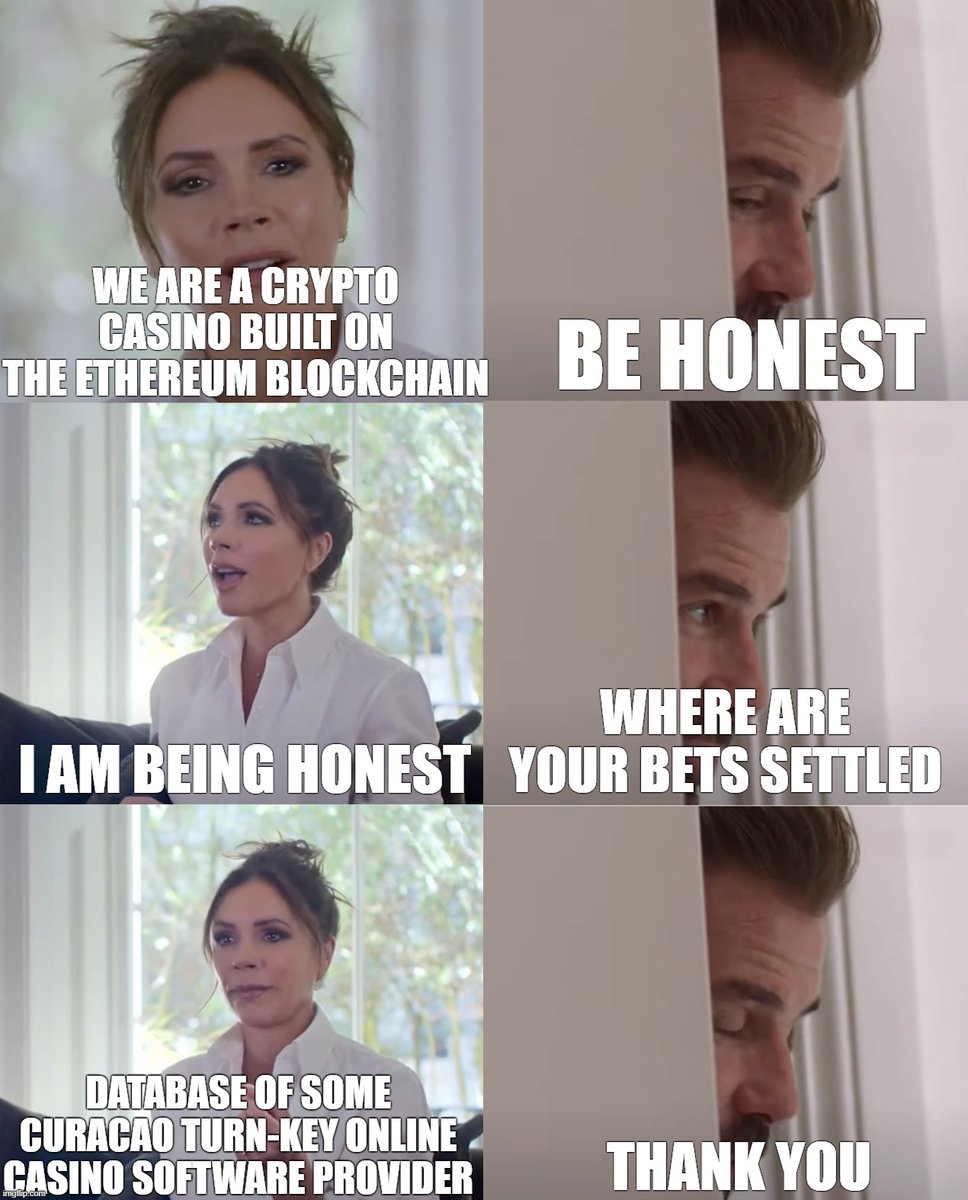 WE ARE A CRYPTO
CASINO BUILT ON
THE ETHEREUM BLOCKCHAIN
BE HONEST
I AM BEING HONEST
WHERE ARE
YOUR BETS SETTLED
DATABASE OF SOME
CURACAO TURN-KEY ONLINE
CASINO SOFTWARE PROVIDER
THANK YOU
imgflip.com